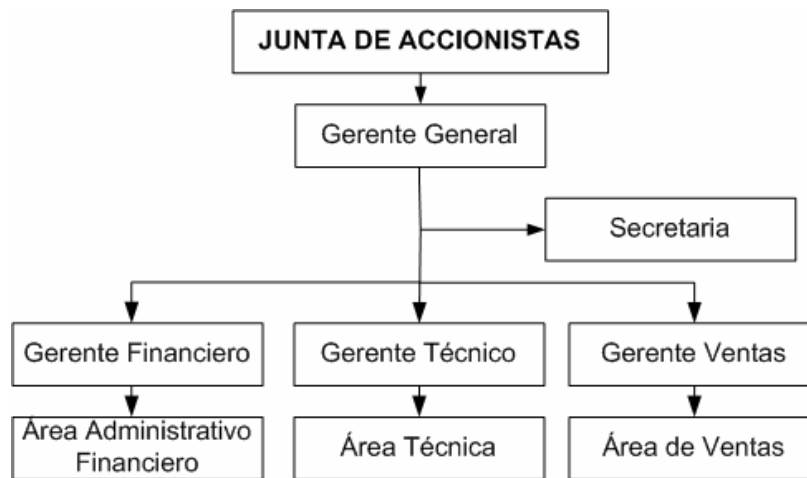 JUNTA DE ACCIONISTAS
Gerente General
Secretaria
Gerente Financiero
Gerente Técnico
Gerente Ventas
Área Administrativo
Financiero
Área Técnica
Área de Ventas